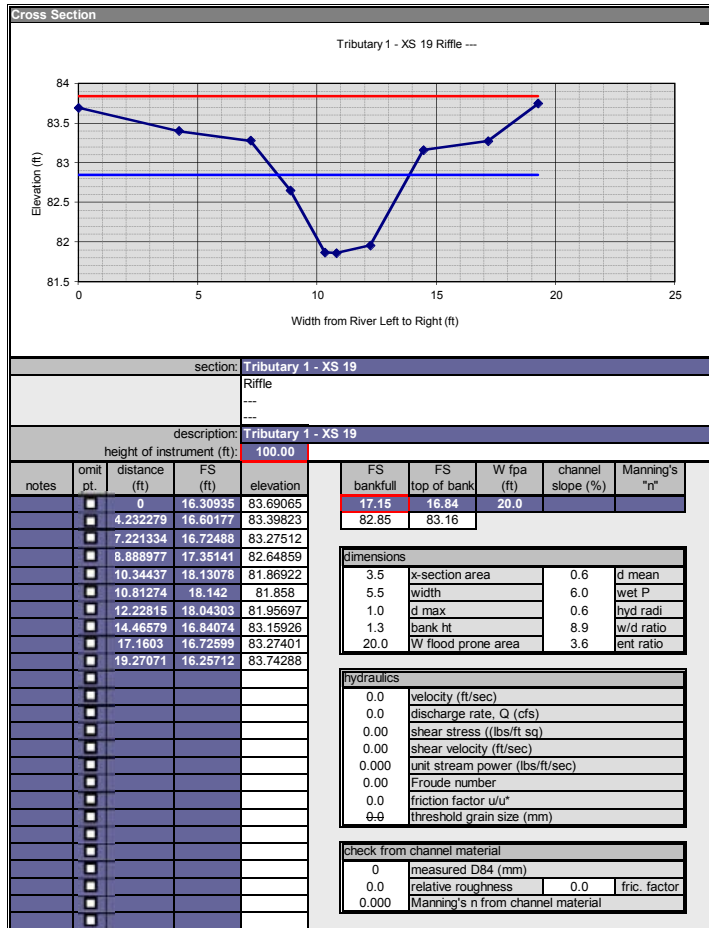 Cross Section
Tributary 1 - XS 19 Riffle ---
84
83.5
83
82.5
82
81.5
Elevation (ft)
0 5 10 15 20 25
Width from River Left to Right (ft)
section: Tributary 1 - XS 19
Riffle
---
---
description: Tributary 1 - XS 19
height of instrument (ft): 100.00
omit distance FS FS FS W fpa channel Manning's
notes pt. (ft) (ft) elevation bankfull top of bank (ft) slope (%) "n"
0 16.30935 83.69065 17.15 16.84 20.0
4.232279 16.60177 83.39823 82.85 83.16
7.221334 16.72488 83.27512
8.888977 17.35141 82.64859 dimensions
10.34437 18.13078 81.86922 3.5 x-section area 0.6 d mean
10.81274 18.142 81.858 5.5 width 6.0 wet P
12.22815 18.04303 81.95697 1.0 d max 0.6 hyd radi
14.46579 16.84074 83.15926 1.3 bank ht 8.9 w/d ratio
17.1603 16.72599 83.27401 20.0 W flood prone area 3.6 ent ratio
19.27071 16.25712 83.74288
hydraulics
0.0 velocity (ft/sec)
0.0 discharge rate, Q (cfs)
0.00 shear stress ((lbs/ft sq)
0.00 shear velocity (ft/sec)
0.000 unit stream power (lbs/ft/sec)
0.00 Froude number
0.0 friction factor u/u*
0.0 threshold grain size (mm)
check from channel material
0 measured D84 (mm)
0.0 relative roughness 0.0 fric. factor
0.000 Manning's n from channel material